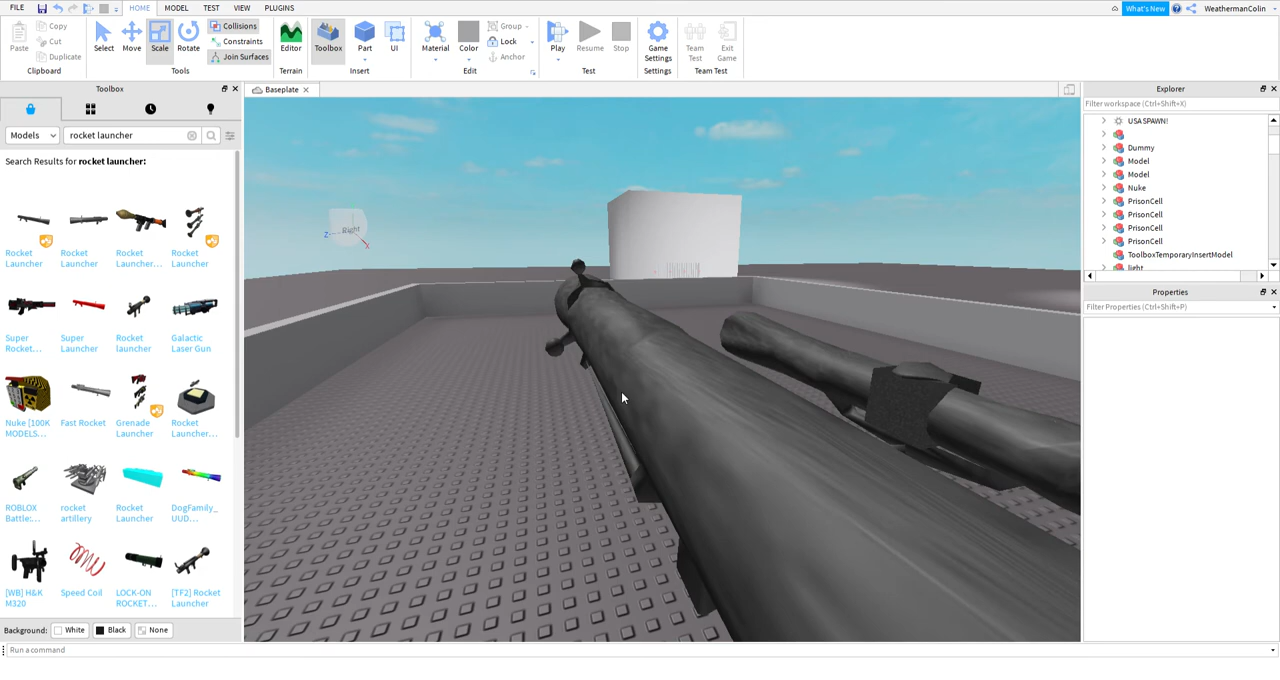 FILE HOME MODEL TEST VIEW PLUGINS What's New WeathermanColin
Paste Copy Cut Duplicate Select Move Scale Rotate Collisions Constraints Join Surfaces Editor Toolbox Part UI Material Color Group Lock Anchor Play Resume Stop Game Settings Team Test Exit Game
Clipboard Tools Terrain Insert Edit Test Settings Team Test
Toolbox
Models rocket launcher
Search Results for rocket launcher:
Rocket Launcher
Rocket Launcher
Rocket Launcher...
Rocket Launcher
Super Rocket...
Super Launcher
Rocket launcher
Galactic Laser Gun
Nuke [100K MODELS...
Fast Rocket
Grenade Launcher
Rocket Launcher...
ROBLOX Battle:...
rocket artillery
Rocket Launcher
DogFamily_ UUD...
[WB] H&K M320
Speed Coil
LOCK-ON ROCKET...
[TF2] Rocket Launcher
Background: White Black None
Run a command
Baseplate
Right
Z
X
Explorer
Filter workspace (Ctrl+Shift+X)
USA SPAWN!
Dummy
Model
Model
Nuke
PrisonCell
PrisonCell
PrisonCell
PrisonCell
ToolboxTemporaryInsertModel
light
Properties
Filter Properties (Ctrl+Shift+P)